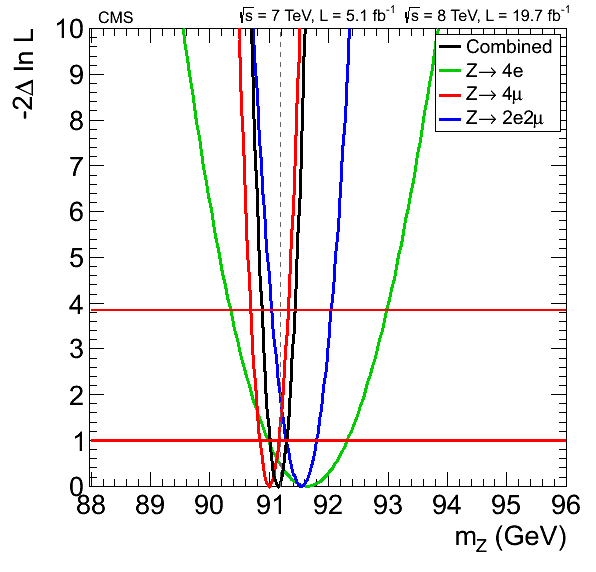 CMS √s = 7 TeV, L = 5.1 fb⁻¹ √s = 8 TeV, L = 19.7 fb⁻¹
-2Δ ln L
Combined
Z→ 4e
Z→ 4μ
Z→ 2e2μ
10
9
8
7
6
5
4
3
2
1
0
88 89 90 91 92 93 94 95 96
m_Z (GeV)